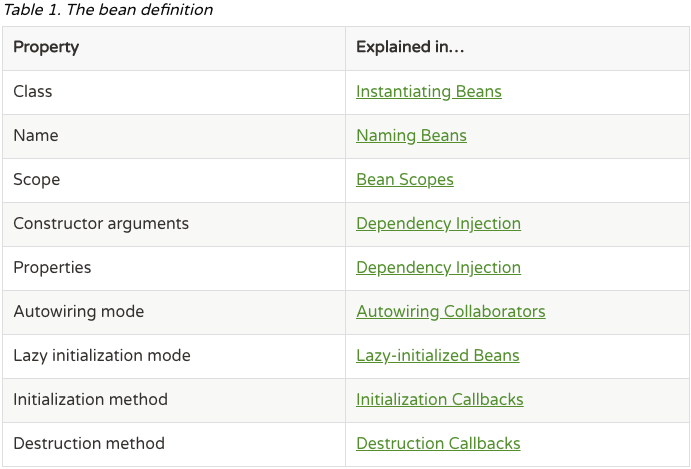 Table 1. The bean definition
Property Explained in…
Class Instantiating Beans
Name Naming Beans
Scope Bean Scopes
Constructor arguments Dependency Injection
Properties Dependency Injection
Autowiring mode Autowiring Collaborators
Lazy initialization mode Lazy-initialized Beans
Initialization method Initialization Callbacks
Destruction method Destruction Callbacks